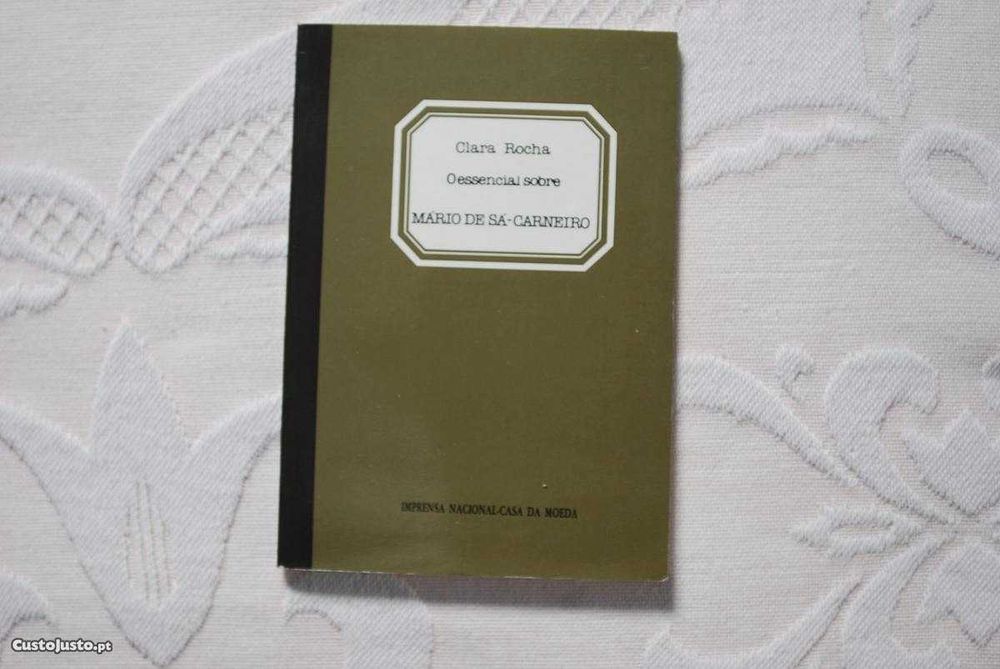 Clara Rocha
O essencial sobre
MÁRIO DE SÁ-CARNEIRO
IMPRENSA NACIONAL-CASA DA MOEDA
CustoJusto.pt